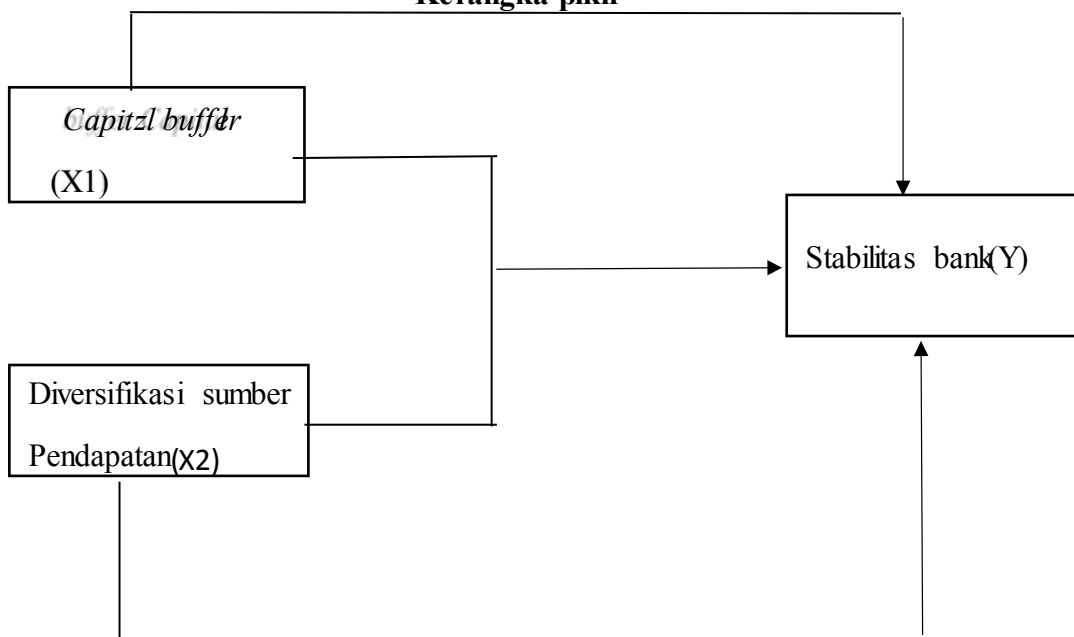 Kerangka pikir
Capitzl buffer
(X1)
Stabilitas bank(Y)
Diversifikasi sumber
Pendapatan(X2)